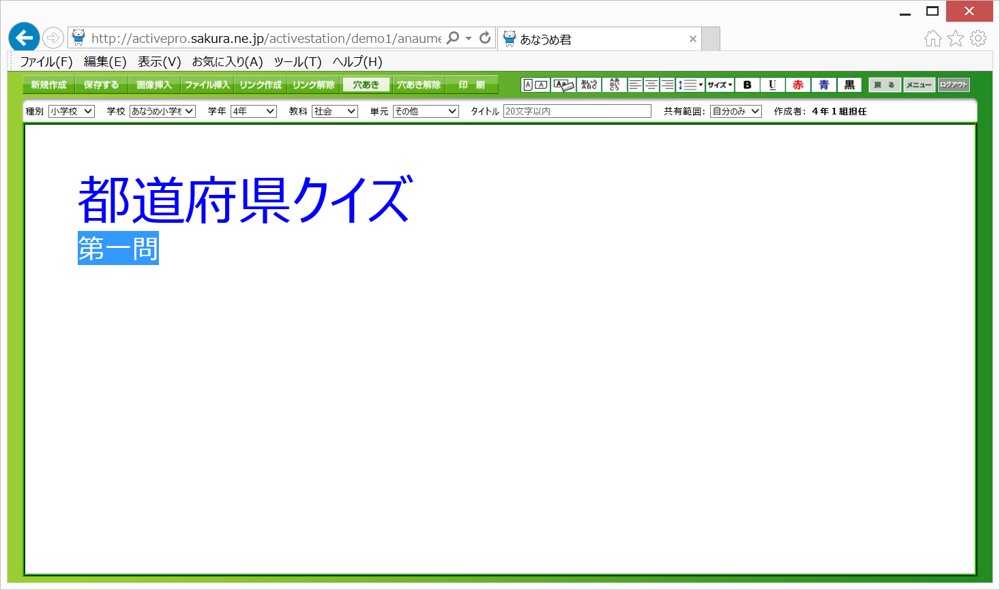 http://activepro.sakura.ne.jp/activestation/demo1/anaume
あなうめ君
ファイル(F) 編集(E) 表示(V) お気に入り(A) ツール(T) ヘルプ(H)
新規作成 保存する 画像挿入 ファイル挿入 リンク作成 リンク解除 穴あき 穴あき解除 印 刷 サイズ B U 赤 青 黒 戻 る メニュー ログアウト
種別 小学校 学校 あなうめ小学校 学年 4年 教科 社会 単元 その他 タイトル 20文字以内 共有範囲: 自分のみ 作成者: 4年1組担任
都道府県クイズ
第一問